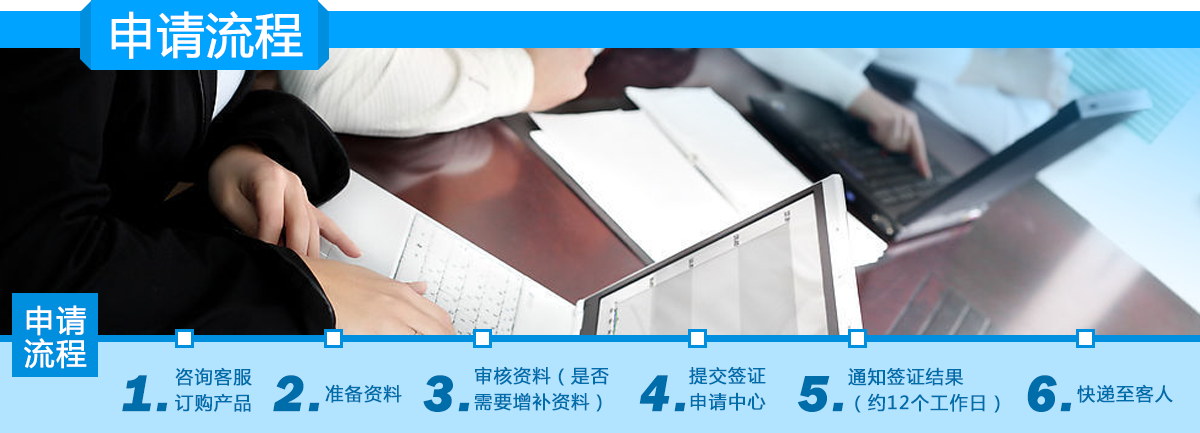 申请流程
申请
流程
1.
咨询客服
订购产品
2.
准备资料
3.
审核资料（是否
需要增补资料）
4.
提交签证
申请中心
5.
通知签证结果
（约12个工作日）
6.
快递至客人